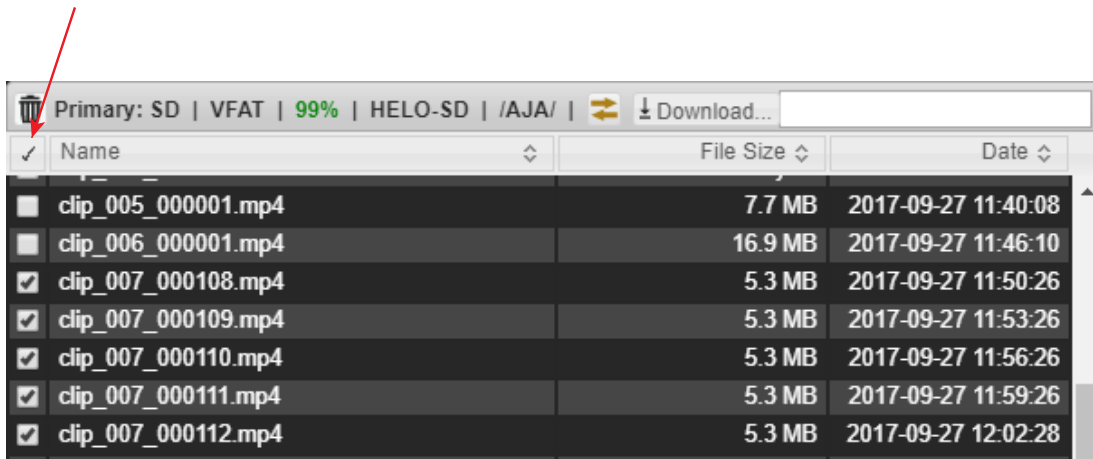 Primary: SD | VFAT | 99% | HELO-SD | /AJA/ | Download...
Name File Size Date
clip_005_000001.mp4 7.7 MB 2017-09-27 11:40:08
clip_006_000001.mp4 16.9 MB 2017-09-27 11:46:10
clip_007_000108.mp4 5.3 MB 2017-09-27 11:50:26
clip_007_000109.mp4 5.3 MB 2017-09-27 11:53:26
clip_007_000110.mp4 5.3 MB 2017-09-27 11:56:26
clip_007_000111.mp4 5.3 MB 2017-09-27 11:59:26
clip_007_000112.mp4 5.3 MB 2017-09-27 12:02:28